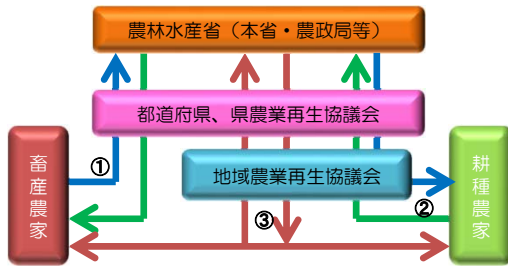 農林水産省（本省・農政局等）
都道府県、県農業再生協議会
地域農業再生協議会
畜産農家
耕種農家
①
②
③